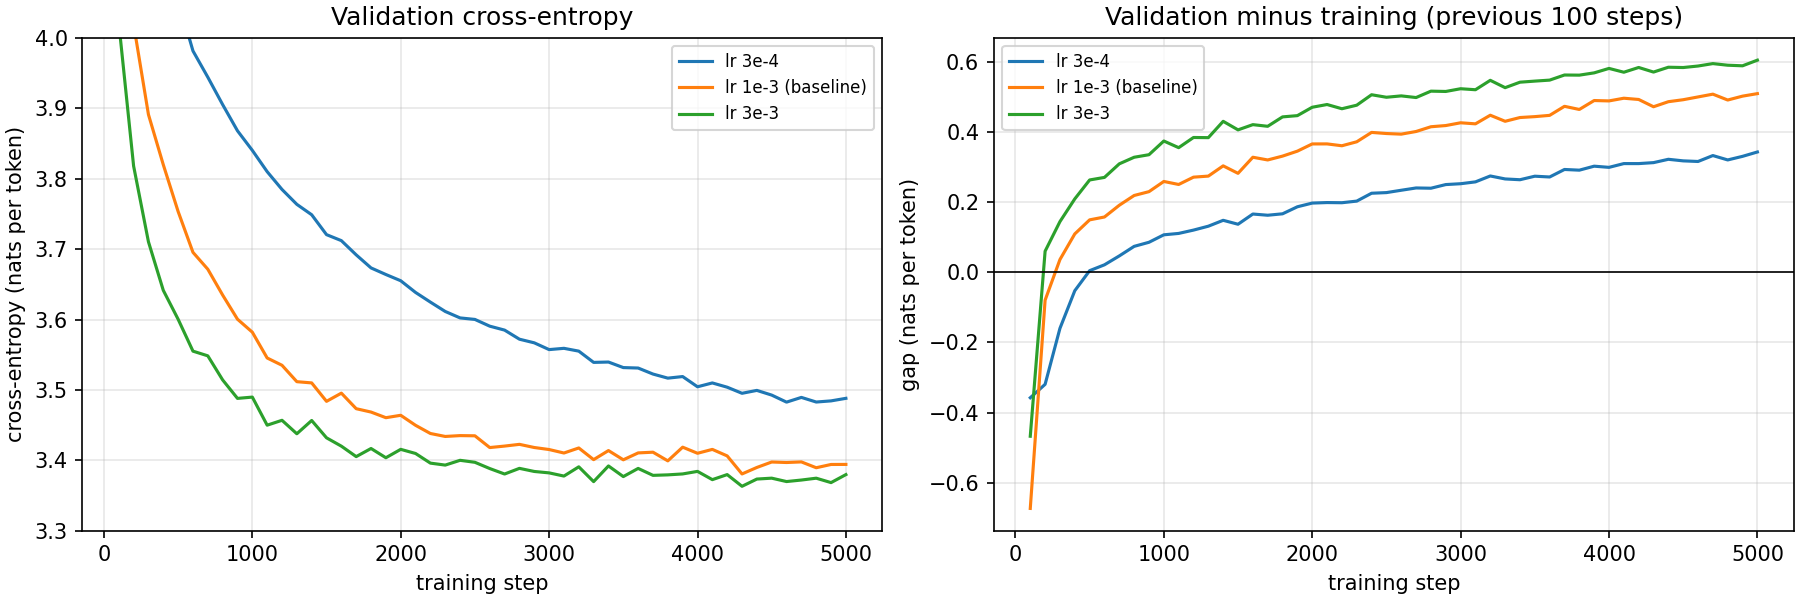 Validation cross-entropy
cross-entropy (nats per token)
4.0
3.9
3.8
3.7
3.6
3.5
3.4
3.3
lr 3e-4
lr 1e-3 (baseline)
lr 3e-3
0 1000 2000 3000 4000 5000
training step
Validation minus training (previous 100 steps)
gap (nats per token)
0.6
0.4
0.2
0.0
−0.2
−0.4
−0.6
lr 3e-4
lr 1e-3 (baseline)
lr 3e-3
0 1000 2000 3000 4000 5000
training step